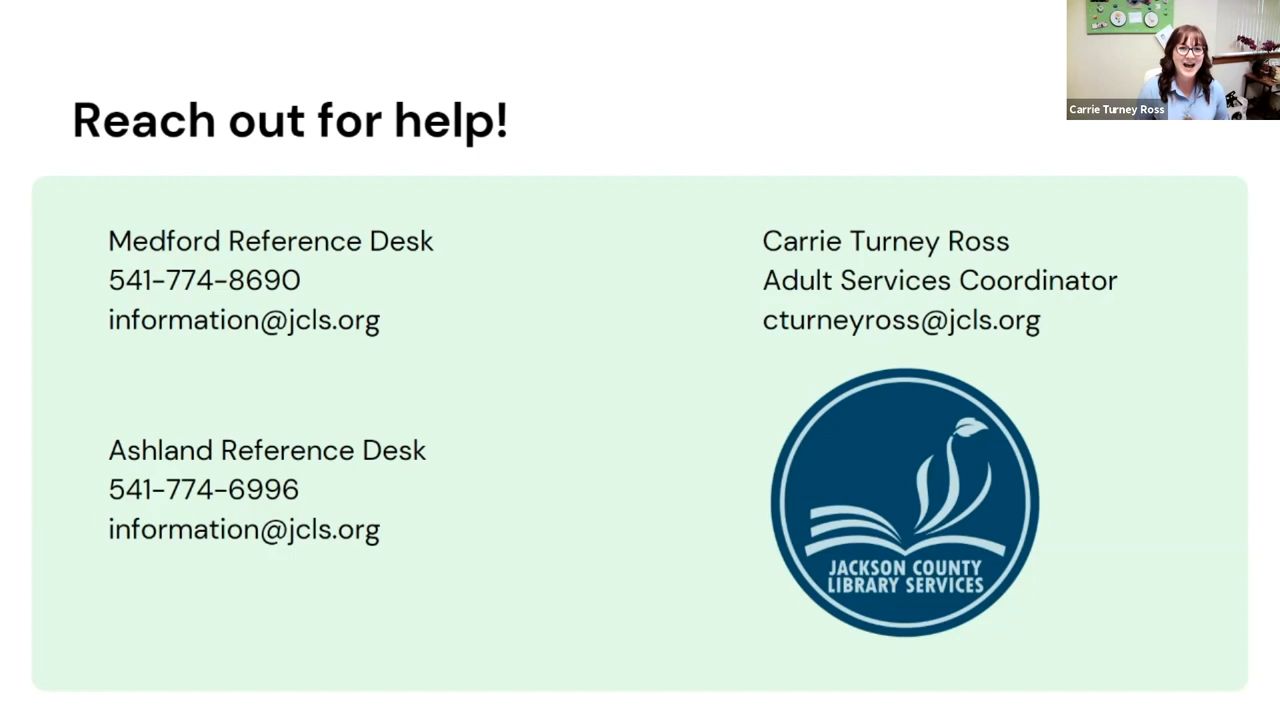 Reach out for help!
Carrie Turney Ross
Medford Reference Desk
541-774-8690
information@jcls.org
Ashland Reference Desk
541-774-6996
information@jcls.org
Carrie Turney Ross
Adult Services Coordinator
cturneyross@jcls.org
JACKSON COUNTY
LIBRARY SERVICES